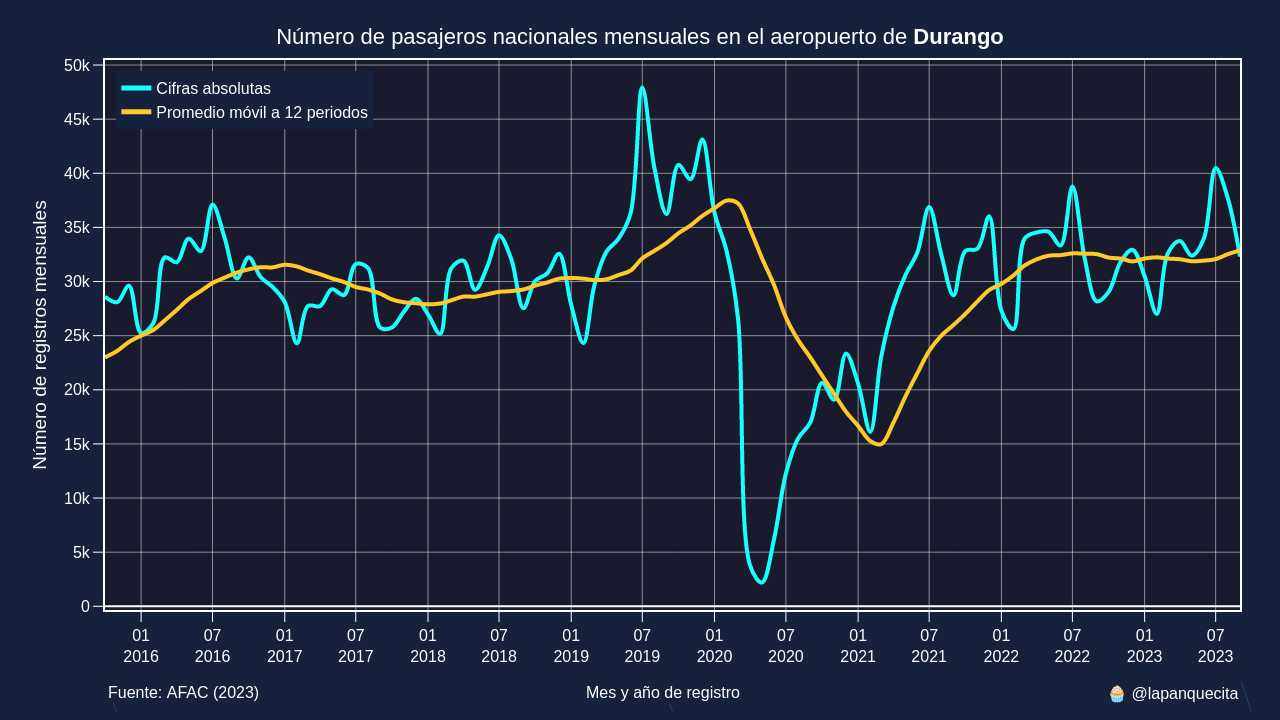 Número de pasajeros nacionales mensuales en el aeropuerto de Durango
Cifras absolutas
Promedio móvil a 12 periodos
Número de registros mensuales
50k
45k
40k
35k
30k
25k
20k
15k
10k
5k
0
01 07 01 07 01 07 01 07 01 07 01 07 01 07 01 07
2016 2016 2017 2017 2018 2018 2019 2019 2020 2020 2021 2021 2022 2022 2023 2023
Fuente: AFAC (2023) Mes y año de registro 🧁 @lapanquecita